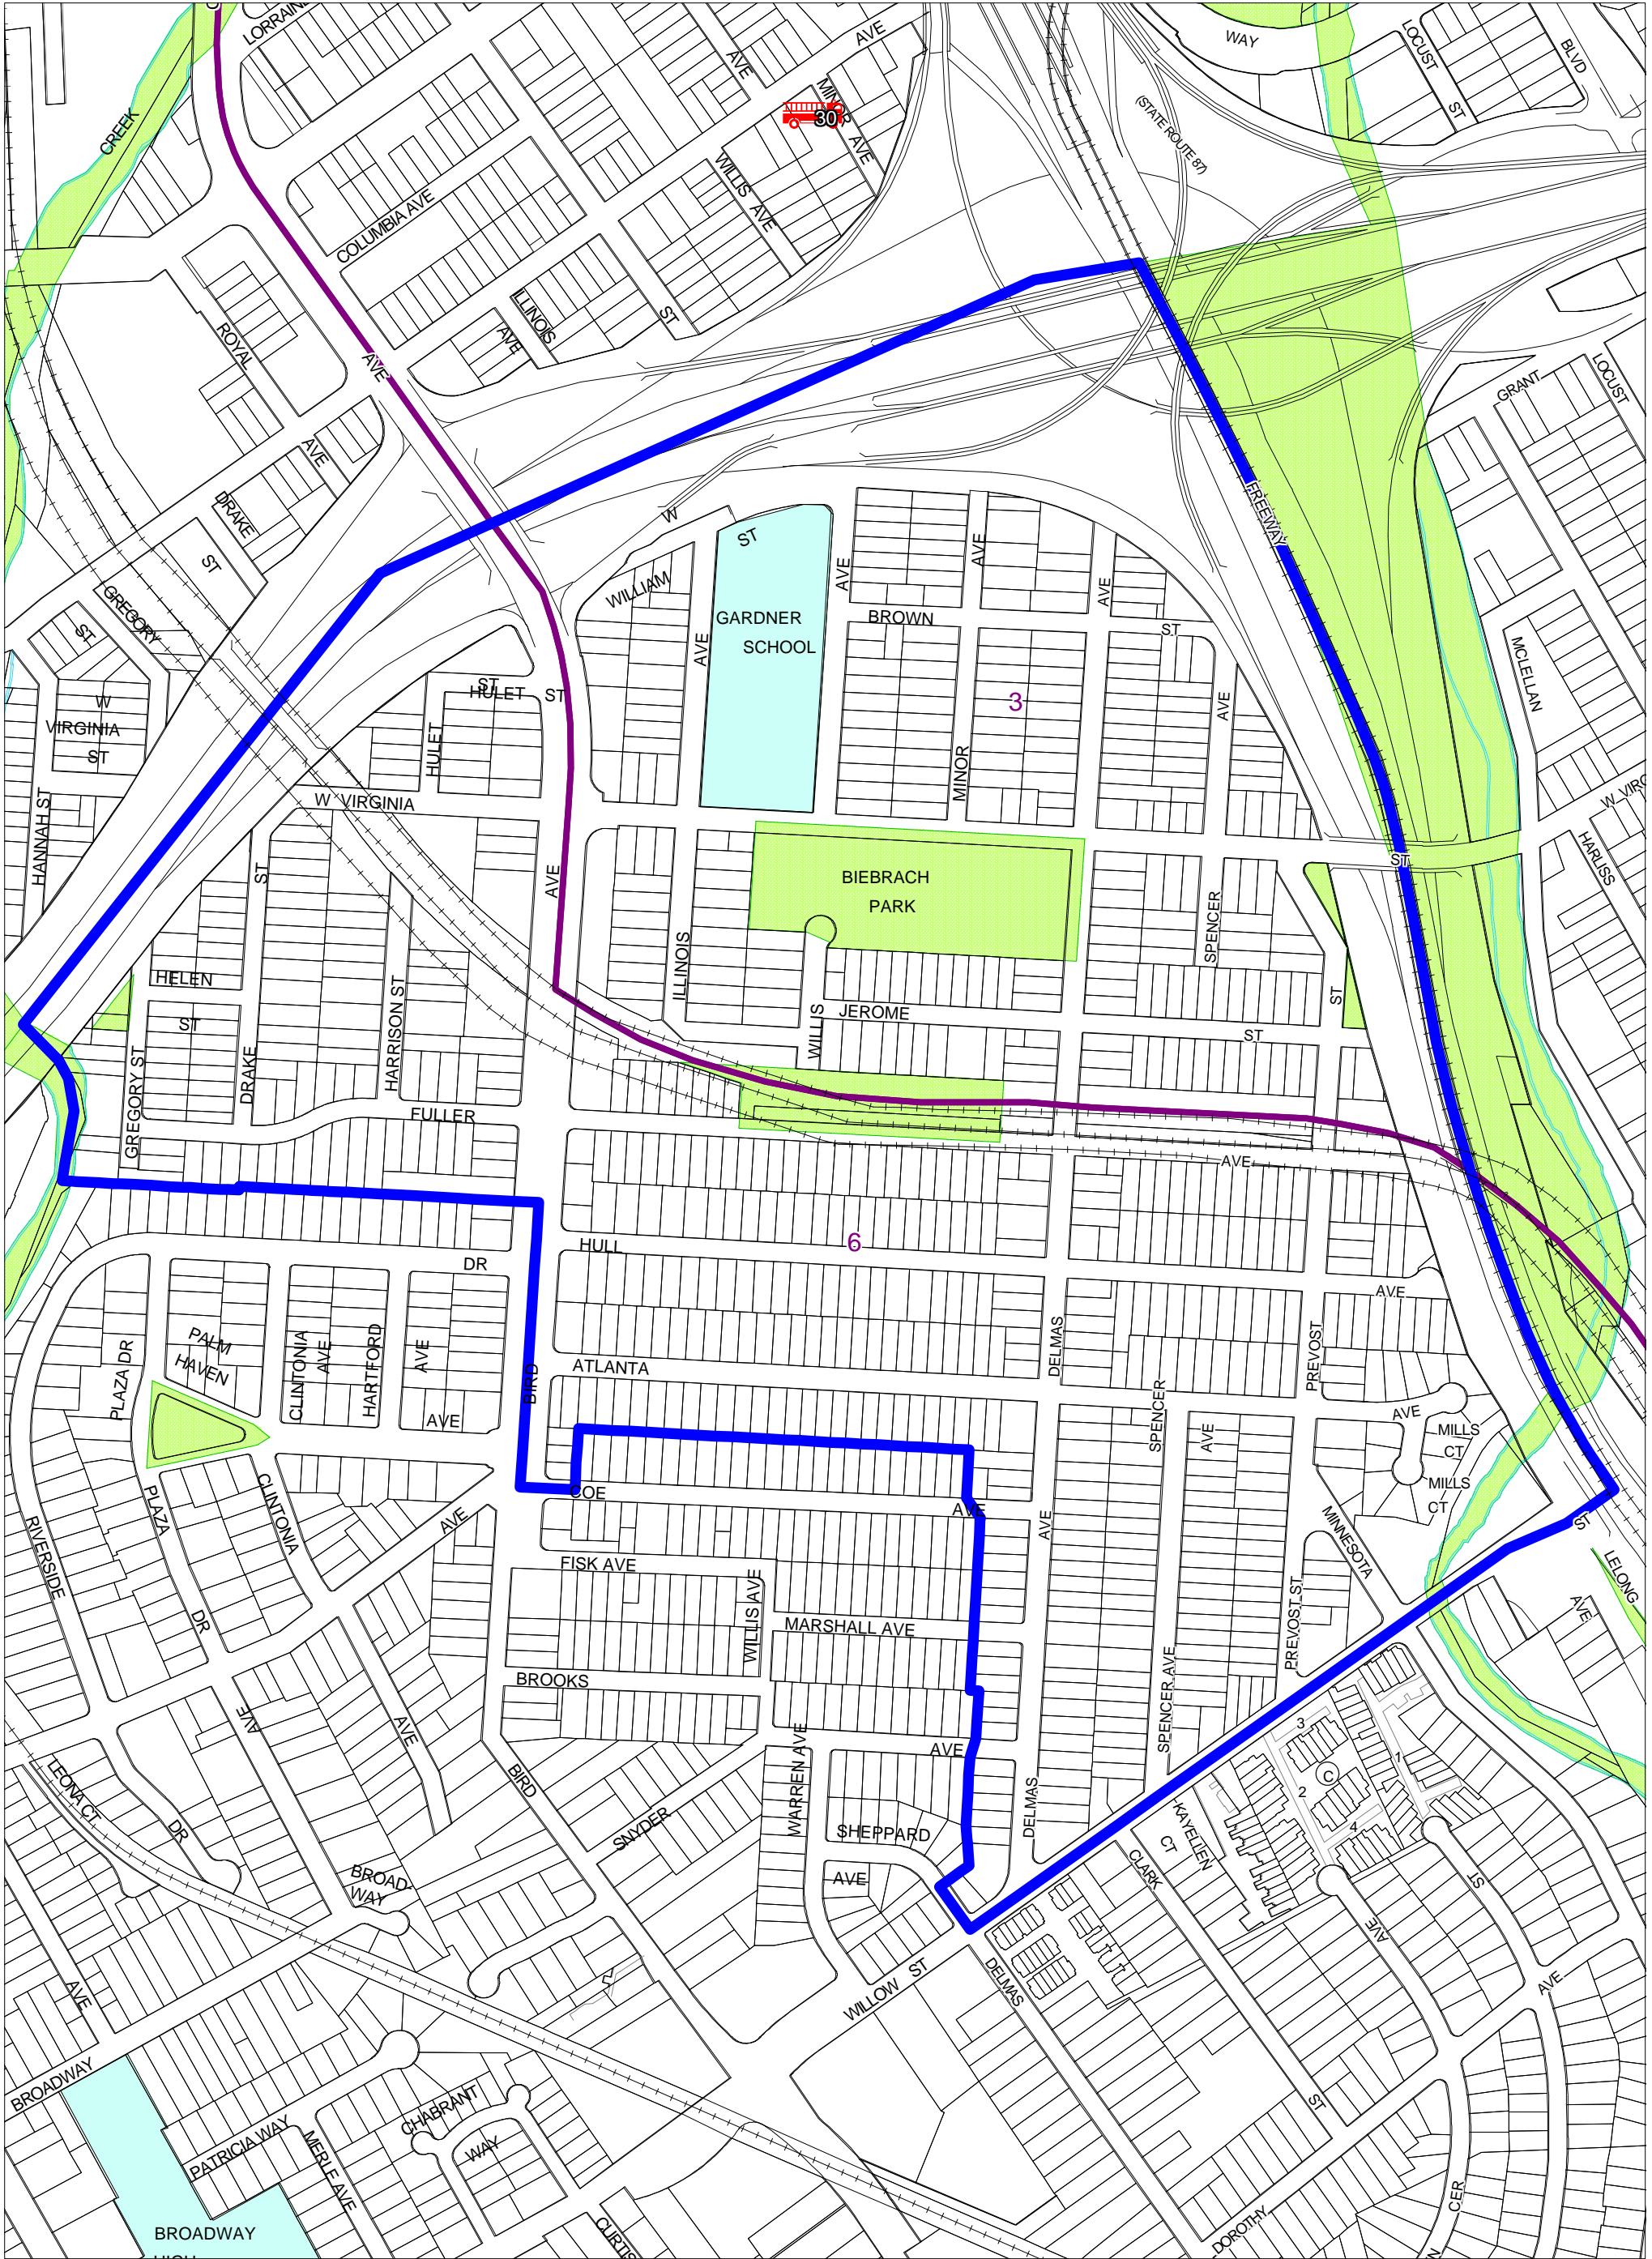 LORRAIN
AVE
AVE
WAY
LOCUST
ST
BLVD
CREEK
MINOR
AVE
30
(STATE ROUTE 87)
WILLIS AVE
COLUMBIA AVE
ILLINOIS
AVE
ST
ROYAL
AVE
AVE
GRANT
LOCUST
DRAKE
ST
FREEWAY
W
ST
WILLIAM
AVE
AVE
AVE
AVE
GREGORY
ST
GARDNER
SCHOOL
BROWN
ST
W
VIRGINIA
ST
ST
HULET
ST
HULET
3
AVE
MCLELLAN
MINOR
HANNAH ST
W VIRGINIA
ST
W VIRG
HARLISS
ST
AVE
BIEBRACH
PARK
SPENCER
ILLINOIS
HELEN
ST
HARRISON ST
JEROME
ST
ST
WILLIS
GREGORY ST
DRAKE
FULLER
AVE
HULL
6
DR
AVE
PALM
HAVEN
PLAZA DR
CLINTONIA
AVE
HARTFORD
AVE
AVE
BIRD
ATLANTA
DELMAS
PREVOST
SPENCER
AVE
AVE
MILLS
CT
MILLS
CT
PLAZA
CLINTONIA
AVE
COE
AVE
AVE
MINNESOTA
ST
RIVERSIDE
DR
FISK AVE
WILLIS AVE
MARSHALL AVE
PREVOST ST
LELONG
AVE
BROOKS
AVE
SPENCER AVE
AVE
AVE
LEONA CT
DR
BIRD
SNYDER
WARREN AVE
SHEPPARD
AVE
DELMAS
KAYELLEN
CT
CLARK
3
1
C
2
4
BROAD-
WAY
ST
AVE
AVE
WILLOW ST
DELMAS
AVE
BROADWAY
ST
PATRICIA WAY
MERLE AVE
CHABRANT
WAY
CURTIS
DOROTHY
CER
N
BROADWAY
HIGH